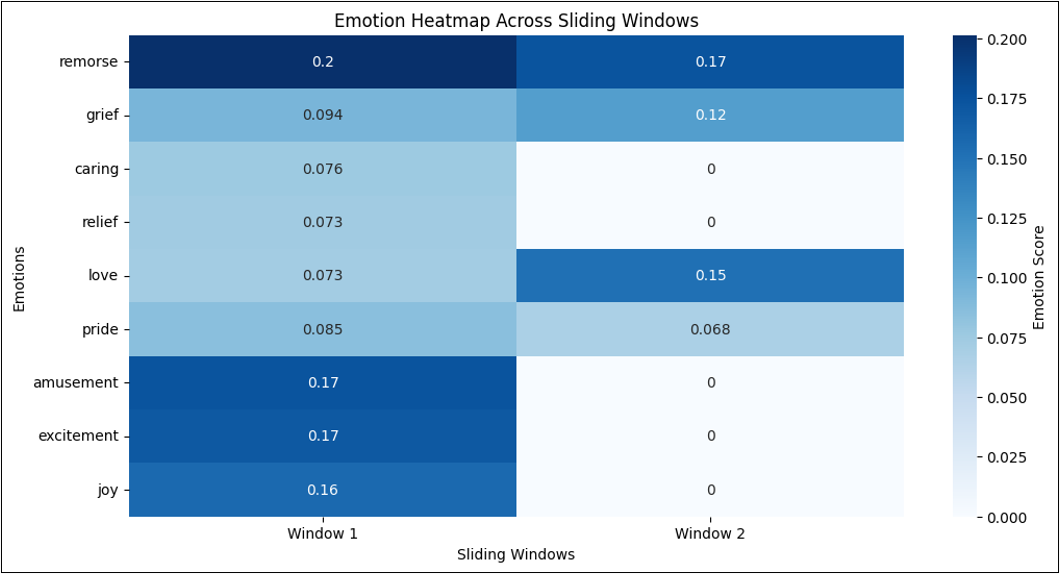 Emotion Heatmap Across Sliding Windows
remorse 0.2 0.17
grief 0.094 0.12
caring 0.076 0
relief 0.073 0
love 0.073 0.15
pride 0.085 0.068
amusement 0.17 0
excitement 0.17 0
joy 0.16 0
Window 1 Window 2
Sliding Windows
Emotions
0.200
0.175
0.150
0.125
0.100
0.075
0.050
0.025
0.000
Emotion Score